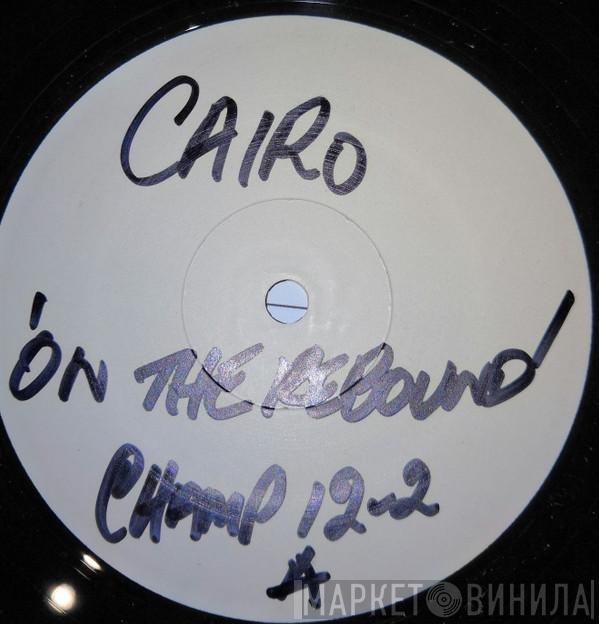 CAIRO
'ON THE REBOUND'
CHAMP 12-2
A
МАРКЕТ ВИНИЛА